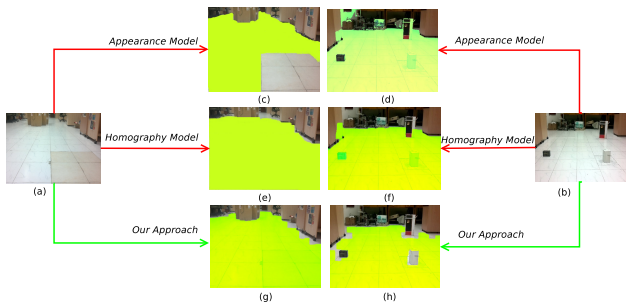 Appearance Model
Appearance Model
(c)
(d)
Homography Model
Homography Model
(a)
(b)
(e)
(f)
Our Approach
Our Approach
(g)
(h)